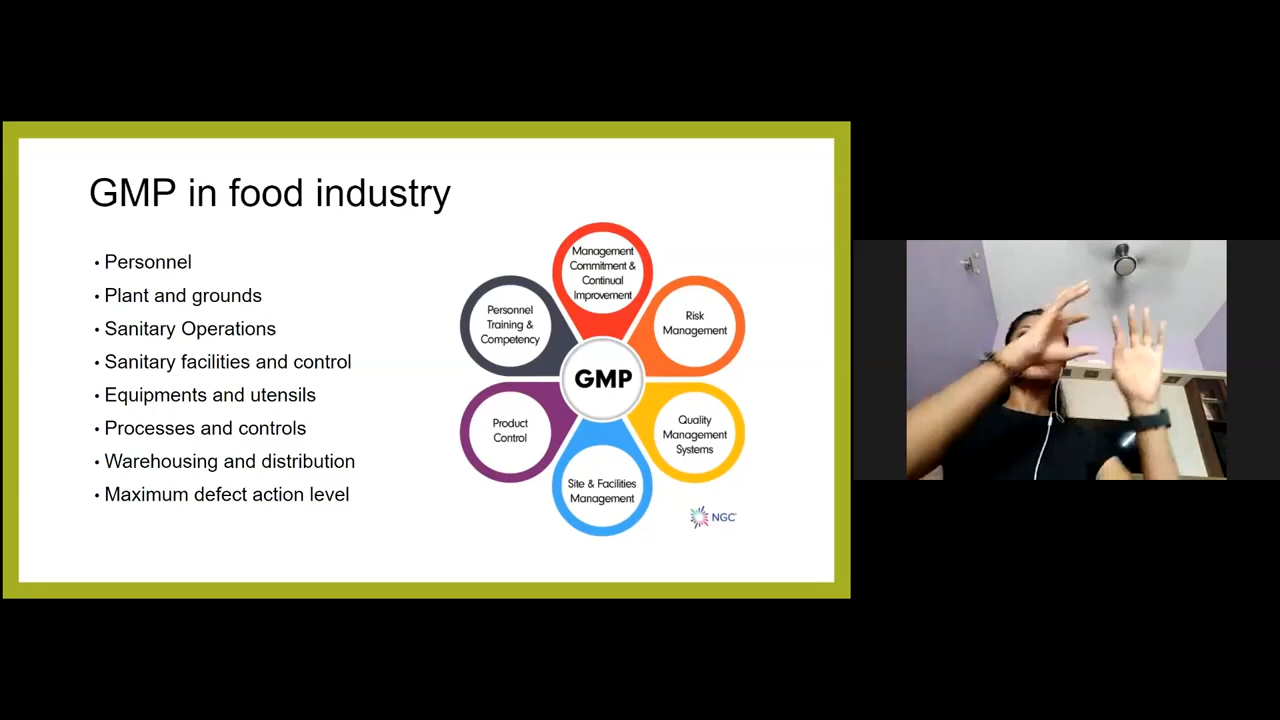 GMP in food industry
• Personnel
• Plant and grounds
• Sanitary Operations
• Sanitary facilities and control
• Equipments and utensils
• Processes and controls
• Warehousing and distribution
• Maximum defect action level
Management
Commitment &
Continual
Improvement
Personnel
Training &
Competency
Risk
Management
GMP
Product
Control
Quality
Management
Systems
Site & Facilities
Management
NGC